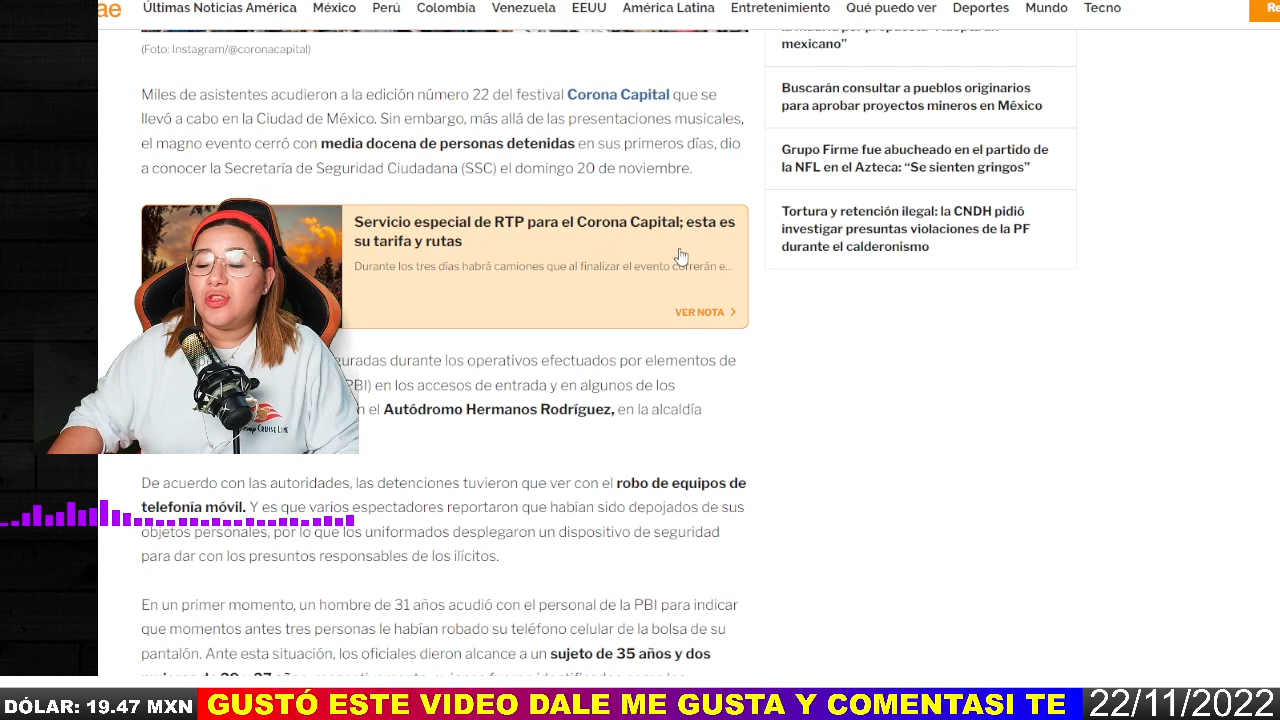 ae
Últimas Noticias América México Perú Colombia Venezuela EEUU América Latina Entretenimiento Qué puedo ver Deportes Mundo Tecno
Re
(Foto: Instagram/@coronacapital)
Miles de asistentes acudieron a la edición número 22 del festival Corona Capital que se
llevó a cabo en la Ciudad de México. Sin embargo, más allá de las presentaciones musicales,
el magno evento cerró con media docena de personas detenidas en sus primeros días, dio
a conocer la Secretaría de Seguridad Ciudadana (SSC) el domingo 20 de noviembre.
Servicio especial de RTP para el Corona Capital; esta es
su tarifa y rutas
Durante los tres días habrá camiones que al finalizar el evento correrán e...
VER NOTA
guradas durante los operativos efectuados por elementos de
PBI) en los accesos de entrada y en algunos de los
n el Autódromo Hermanos Rodríguez, en la alcaldía
De acuerdo con las autoridades, las detenciones tuvieron que ver con el robo de equipos de
telefonía móvil. Y es que varios espectadores reportaron que habían sido depojados de sus
objetos personales, por lo que los uniformados desplegaron un dispositivo de seguridad
para dar con los presuntos responsables de los ilícitos.
En un primer momento, un hombre de 31 años acudió con el personal de la PBI para indicar
que momentos antes tres personas le habían robado su teléfono celular de la bolsa de su
pantalón. Ante esta situación, los oficiales dieron alcance a un sujeto de 35 años y dos
mexicano”
Buscarán consultar a pueblos originarios
para aprobar proyectos mineros en México
Grupo Firme fue abucheado en el partido de
la NFL en el Azteca: “Se sienten gringos”
Tortura y retención ilegal: la CNDH pidió
investigar presuntas violaciones de la PF
durante el calderonismo
CRUISE LINE
DÓLAR: 19.47 MXN
GUSTÓ ESTE VIDEO DALE ME GUSTA Y COMENTASI TE
22/11/2022